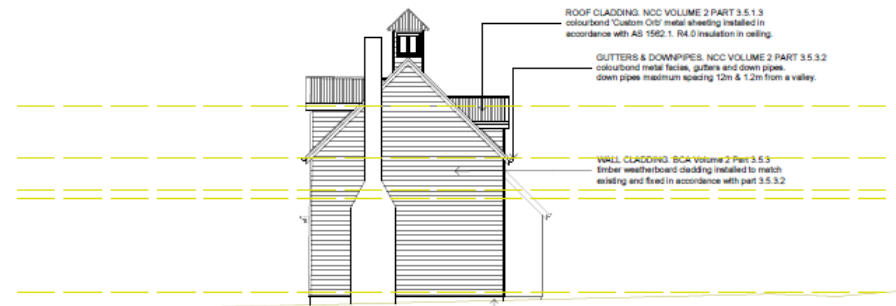 ROOF CLADDING. NCC VOLUME 2 PART 3.5.1.3
colourbond 'Custom Orb' metal sheeting installed in
accordance with AS 1562.1. R4.0 insulation in ceiling.
GUTTERS & DOWNPIPES. NCC VOLUME 2 PART 3.5.3.2
colourbond metal facias, gutters and down pipes.
down pipes maximum spacing 12m & 1.2m from a valley.
WALL CLADDING. BCA Volume 2 Part 3.5.3
timber weatherboard cladding installed to match
existing and fixed in accordance with part 3.5.3.2